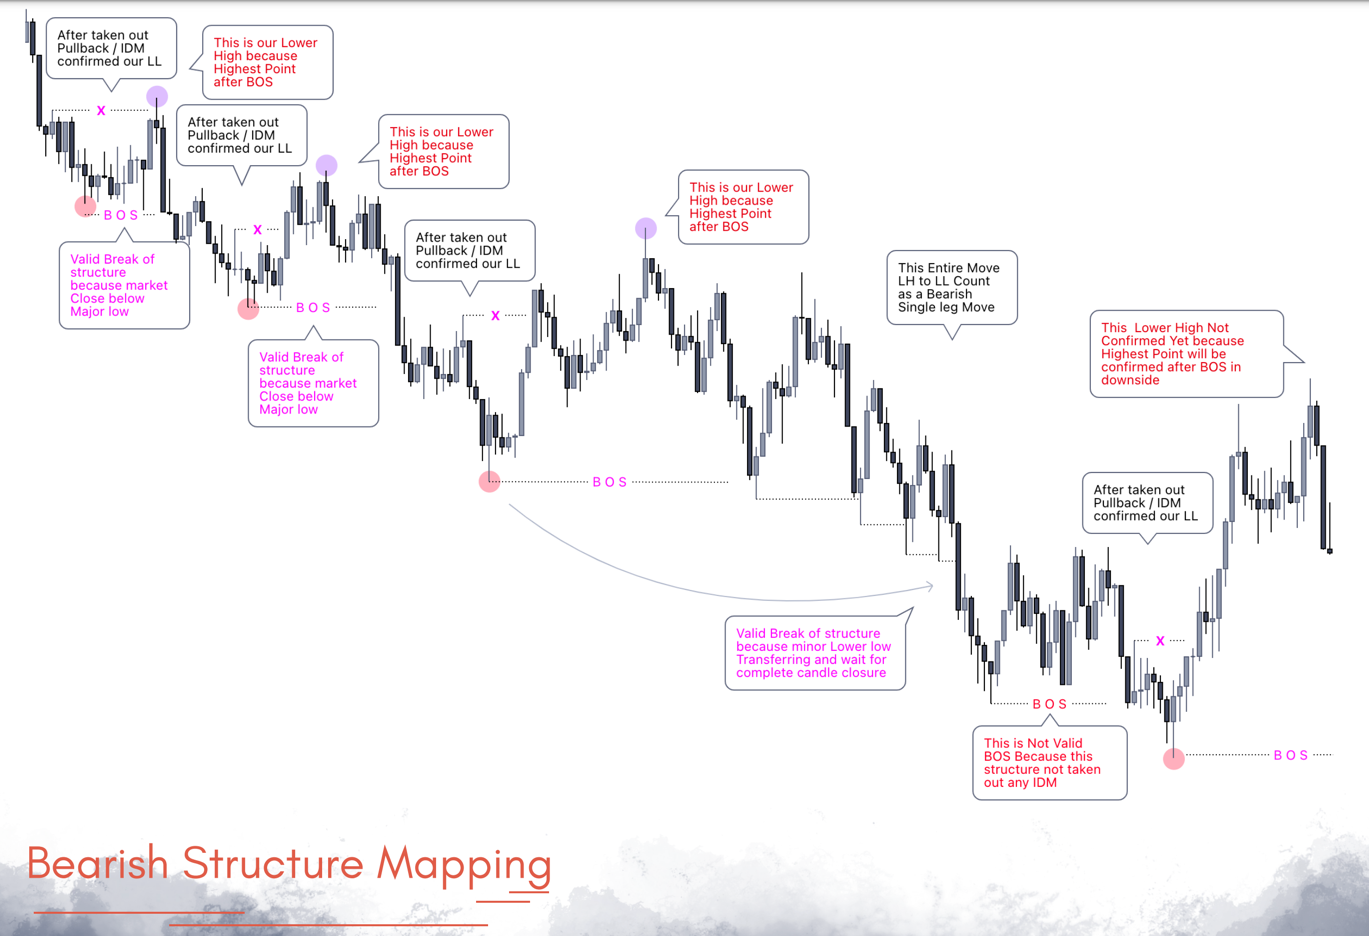 After taken out
Pullback / IDM
confirmed our LL
This is our Lower
High because
Highest Point
after BOS
X
After taken out
Pullback / IDM
confirmed our LL
This is our Lower
High because
Highest Point
after BOS
BOS
Valid Break of
structure
because market
Close below
Major low
X
BOS
Valid Break of
structure
because market
Close below
Major low
After taken out
Pullback / IDM
confirmed our LL
X
This is our Lower
High because
Highest Point
after BOS
BOS
This Entire Move
LH to LL Count
as a Bearish
Single leg Move
Valid Break of structure
because minor Lower low
Transferring and wait for
complete candle closure
This Lower High Not
Confirmed Yet because
Highest Point will be
confirmed after BOS in
downside
After taken out
Pullback / IDM
confirmed our LL
X
BOS
This is Not Valid
BOS Because this
structure not taken
out any IDM
BOS
Bearish Structure Mapping